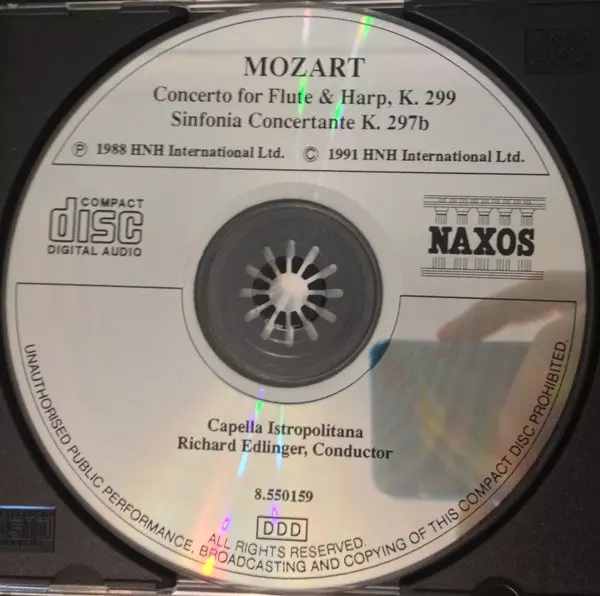 MOZART
Concerto for Flute & Harp, K. 299
Sinfonia Concertante K. 297b
Ⓟ 1988 HNH International Ltd. © 1991 HNH International Ltd.
COMPACT
disc
DIGITAL AUDIO
NAXOS
Capella Istropolitana
Richard Edlinger, Conductor
8.550159
DDD
ALL RIGHTS RESERVED.
UNAUTHORISED PUBLIC PERFORMANCE, BROADCASTING AND COPYING OF THIS COMPACT DISC PROHIBITED.